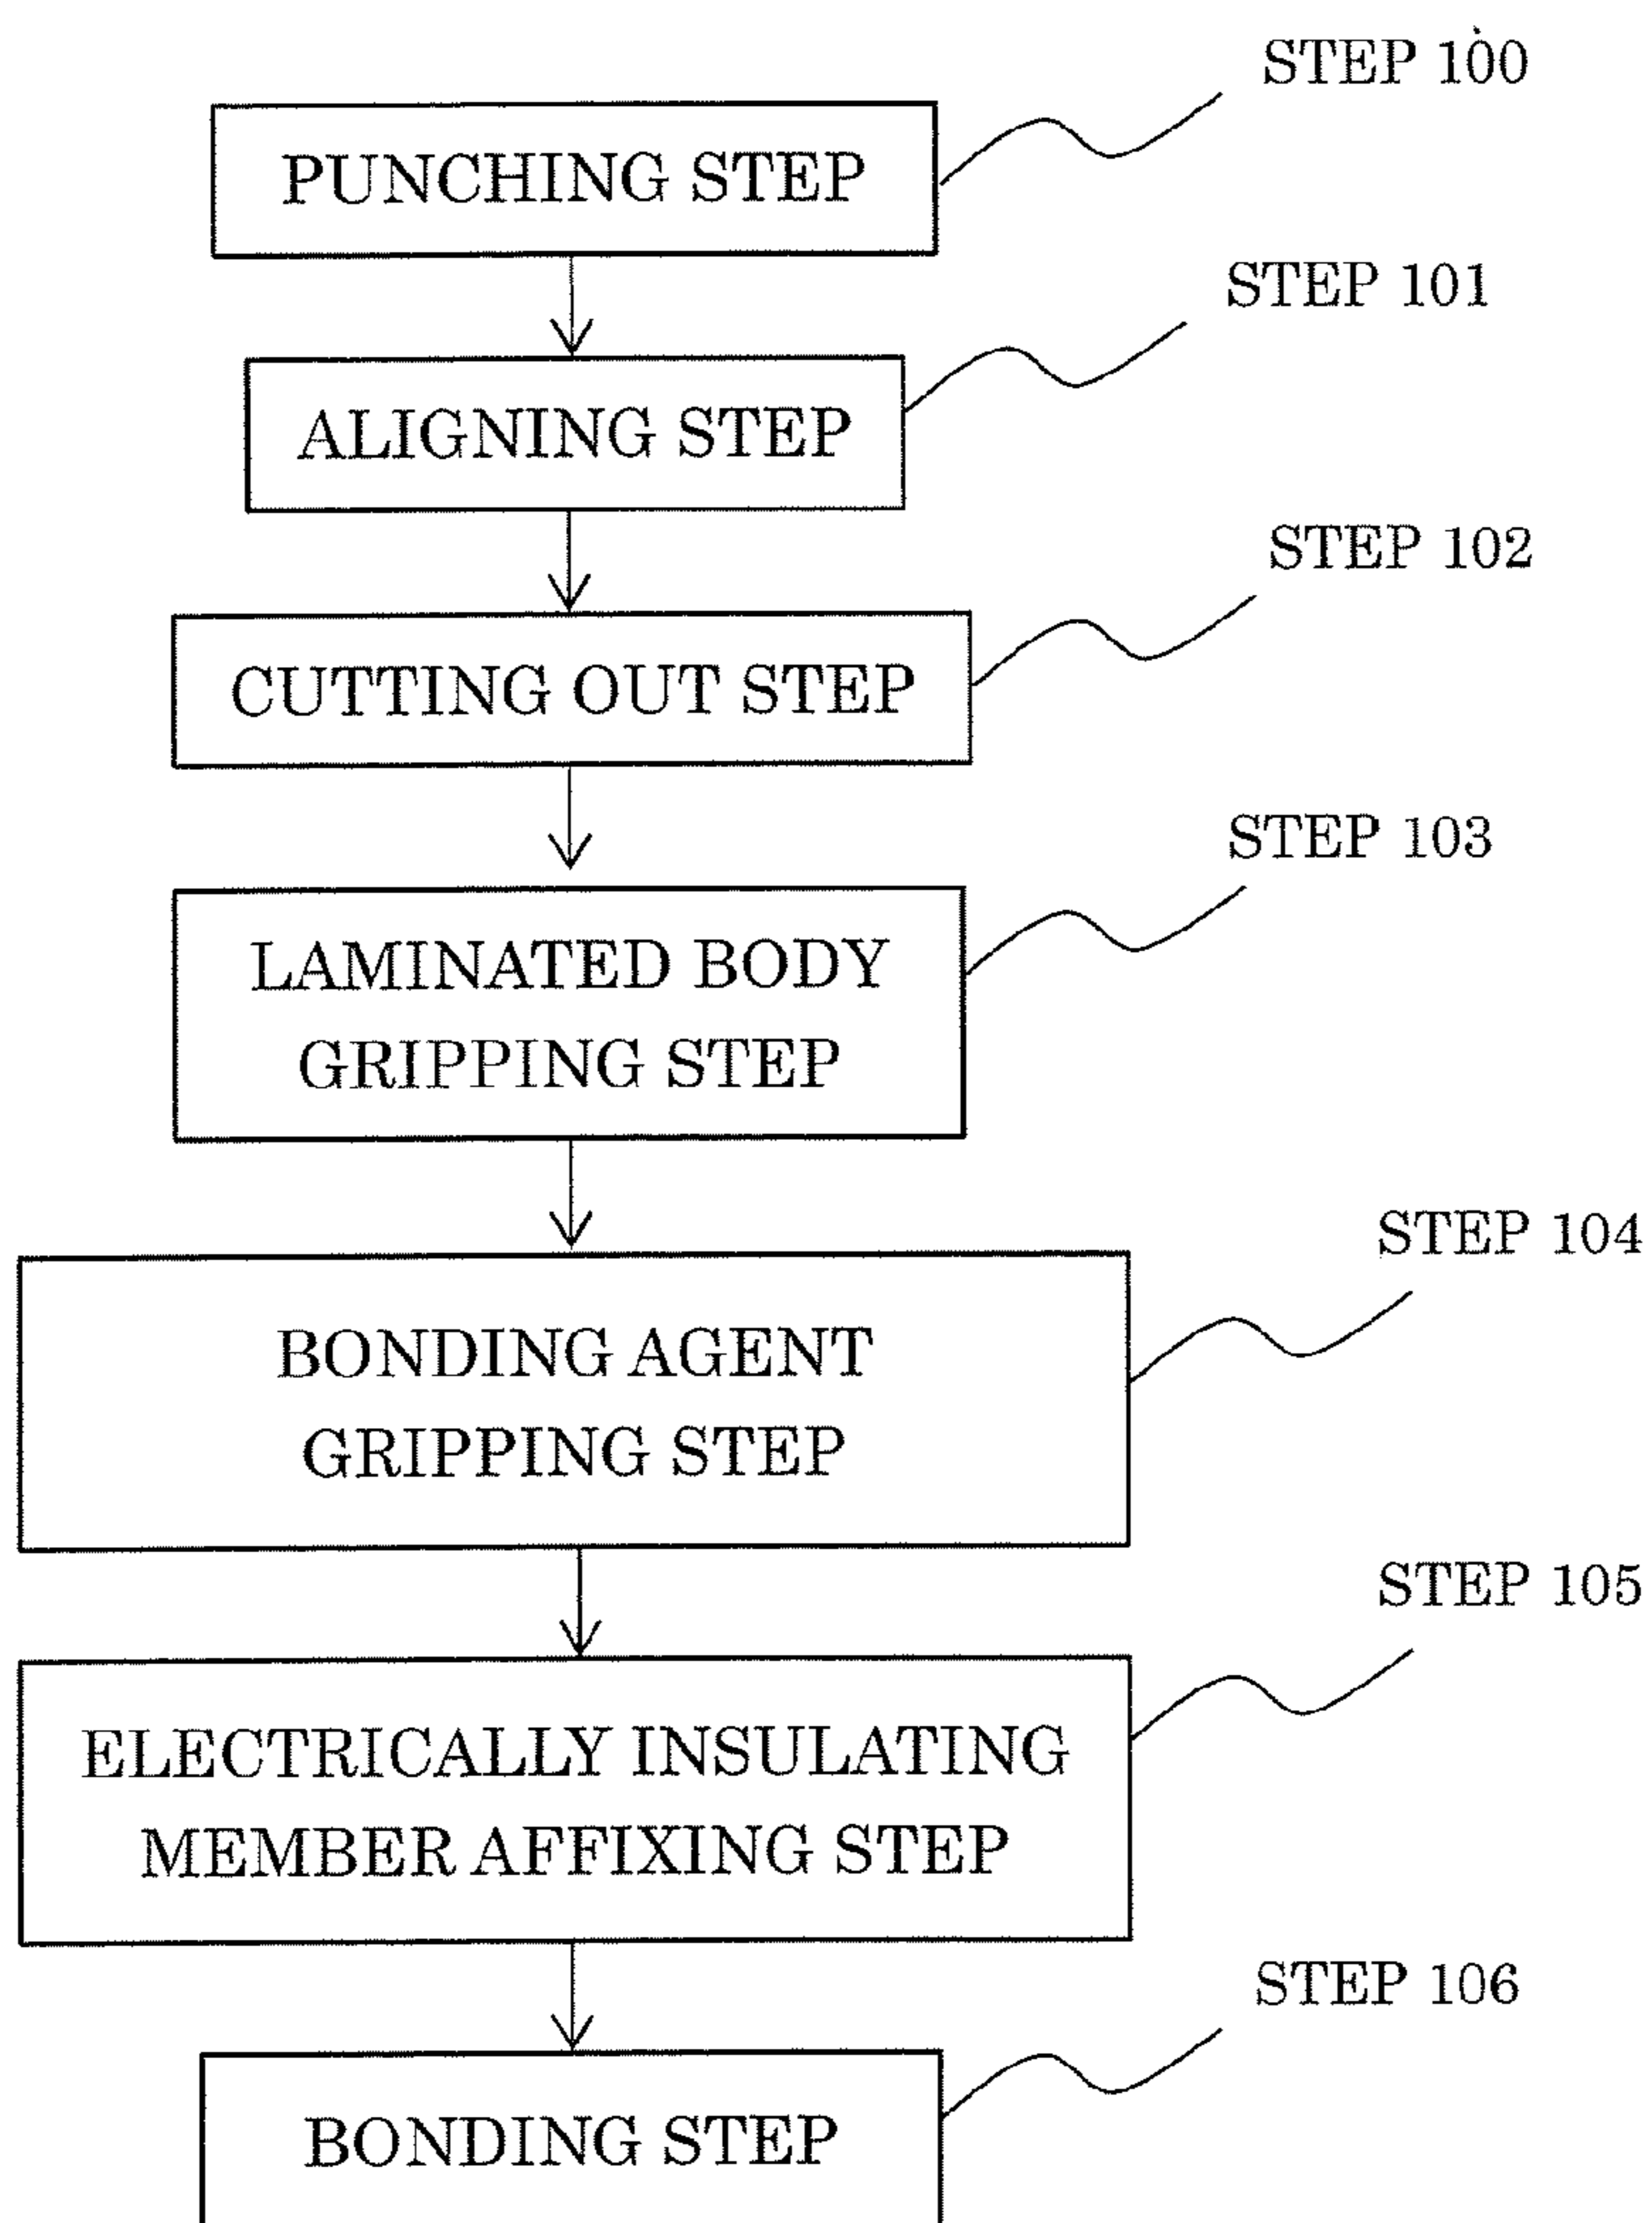 STEP 100
PUNCHING STEP
STEP 101
ALIGNING STEP
STEP 102
CUTTING OUT STEP
STEP 103
LAMINATED BODY
GRIPPING STEP
STEP 104
BONDING AGENT
GRIPPING STEP
STEP 105
ELECTRICALLY INSULATING
MEMBER AFFIXING STEP
STEP 106
BONDING STEP